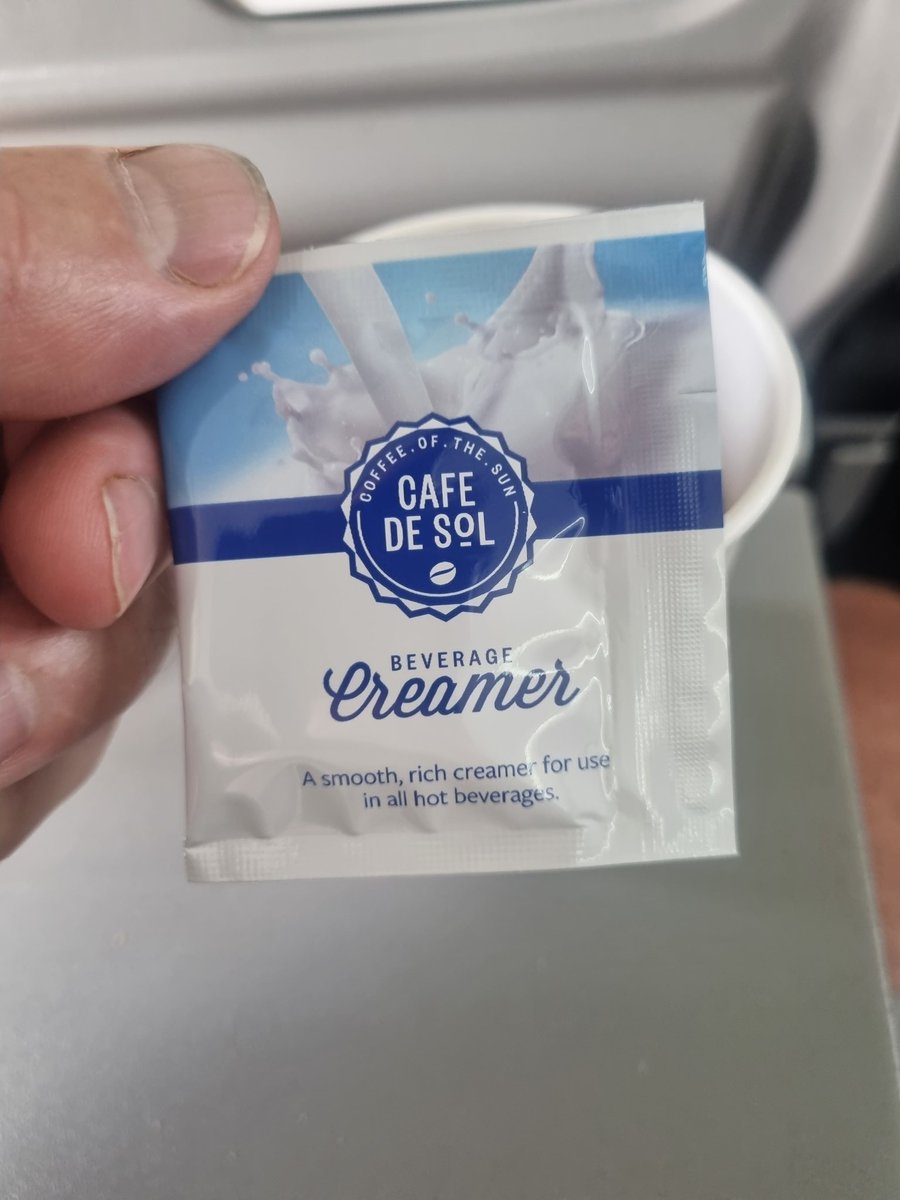 COFFEE.OF.THE.SUN
CAFE
DE SOL
BEVERAGE
Creamer
A smooth, rich creamer for use
in all hot beverages.